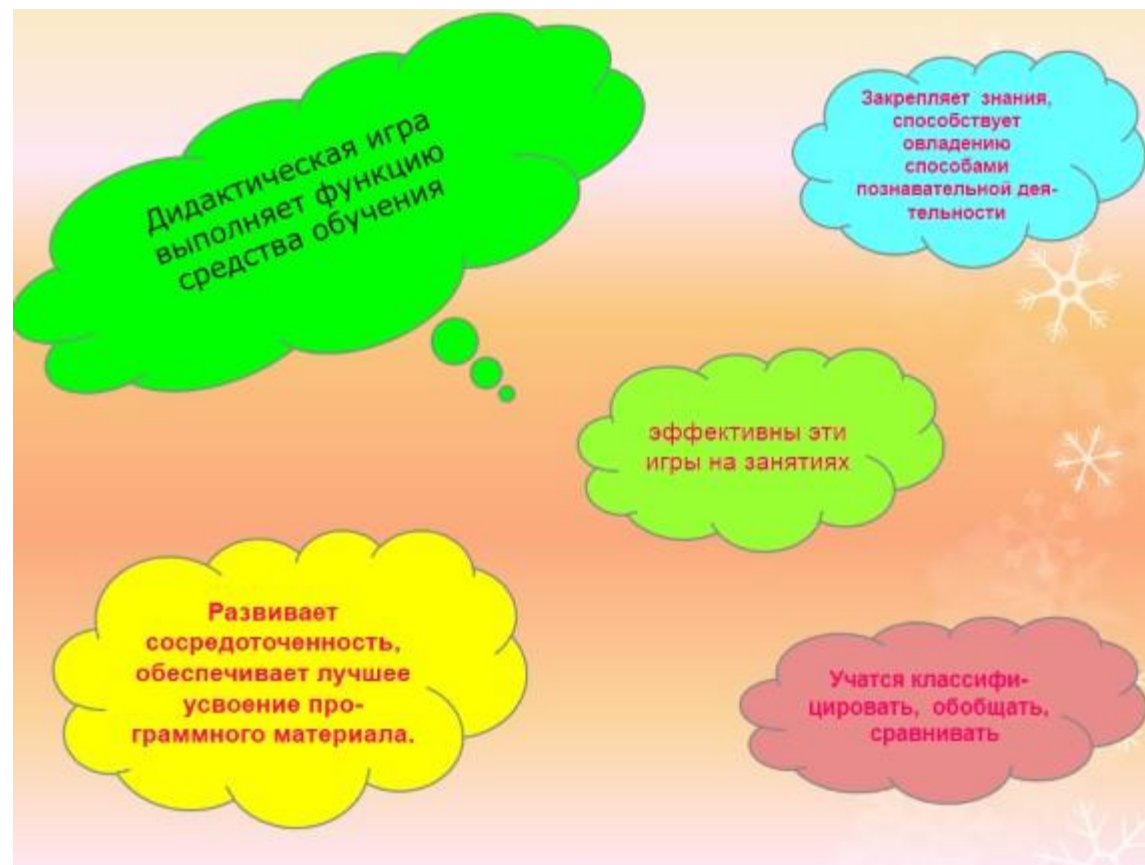 Дидактическая игра
выполняет функцию
средства обучения
Закрепляет знания,
способствует
овладению
способами
познавательной дея-
тельности
эффективны эти
игры на занятиях
Развивает
сосредоточенность,
обеспечивает лучшее
усвоение про-
граммного материала.
Учатся классифи-
цировать, обобщать,
сравнивать